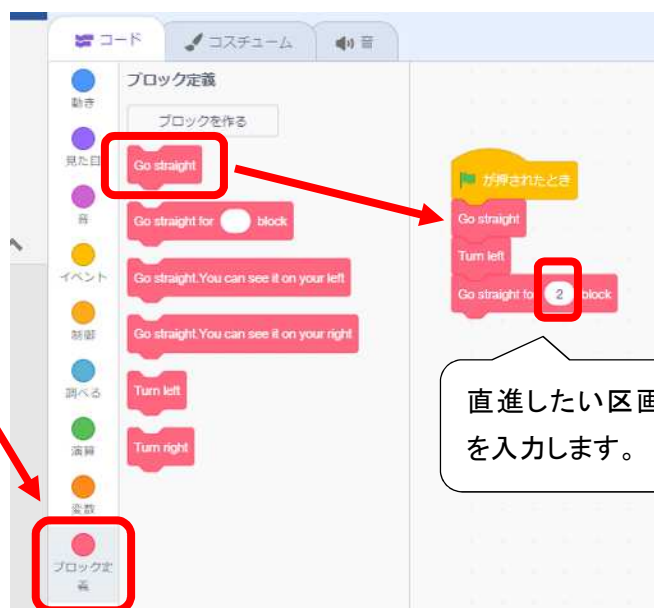 コード
コスチューム
音
動き
見た目
音
イベント
制御
調べる
演算
変数
ブロック定
義
ブロック定義
ブロックを作る
Go straight
Go straight for block
Go straight.You can see it on your left
Go straight.You can see it on your right
Turn left
Turn right
が押されたとき
Go straight
Turn left
Go straight for 2 block
直進したい区画
を入力します。